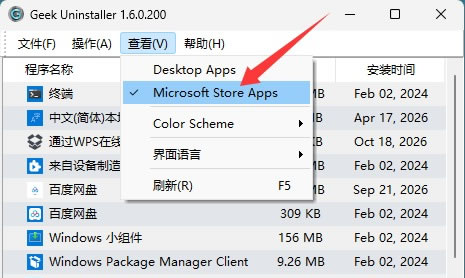 Geek Uninstaller 1.6.0.200
文件(F) 操作(A) 查看(V) 帮助(H)
程序名称 安装时间
Desktop Apps
终端 MB Feb 02, 2024
✓ Microsoft Store Apps
中文(简体)本 MB Apr 17, 2026
Color Scheme
通过WPS在线 KB Oct 18, 2026
界面语言
来自设备制造 Feb 02, 2024
刷新(R) F5
百度网盘 MB Sep 21, 2026
百度网盘 309 KB Feb 02, 2024
Windows 小组件 156 MB Feb 02, 2024
Windows Package Manager Client 9.26 MB Feb 02, 2024